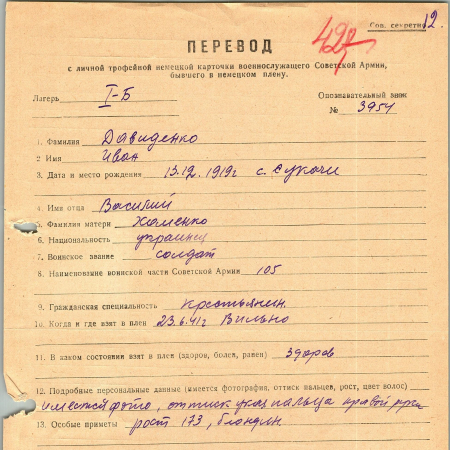 Сов. секретно
12.
ПЕРЕВОД
с личной трофейной немецкой карточки военнослужащего Советской Армии,
бывшего в немецком плену.
Лагерь I-Б
Опознавательный знак
№ 3954
1. Фамилия Давиденко
2 Имя Иван
3. Дата и место рождения 13.12.1919г с. Сукачи
4. Имя отца Василий
5. Фамилия матери Хоменко
6. Национальность украинец
7. Воинское звание солдат
8. Наименование воинской части Советской Армии 105
9. Гражданская специальность крестьянин.
10. Когда и где взят в плен 23.6.41г Вильно
11. В каком состоянии взят в плен (здоров, болен, ранен) здоров
12. Подробные персональные данные (имеется фотография, оттиск пальцев, рост, цвет волос)
имеется фото, оттиск указ пальца правой руки
13. Особые приметы рост 173, блондин.